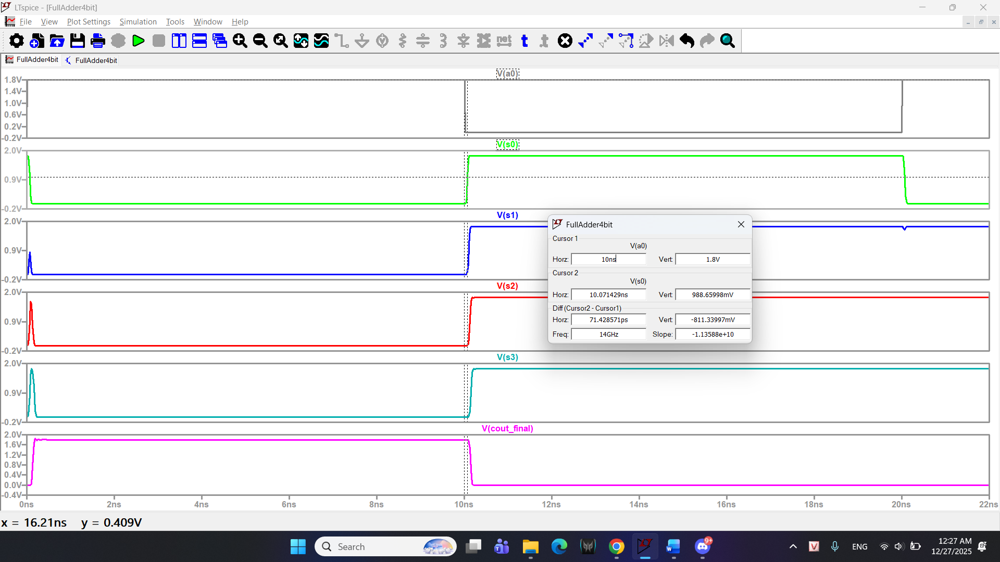 LTspice - [FullAdder4bit]
File View Plot Settings Simulation Tools Window Help
net t t
FullAdder4bit FullAdder4bit
V(a0)
1.8V
1.4V
1.0V
0.6V
0.2V
-0.2V
V(s0)
2.0V
0.9V
-0.2V
V(s1)
2.0V
0.9V
-0.2V
V(s2)
2.0V
0.9V
-0.2V
V(s3)
2.0V
0.9V
-0.2V
V(cout_final)
2.0V
1.6V
1.2V
0.8V
0.4V
0.0V
-0.4V
0ns 2ns 4ns 6ns 8ns 10ns 12ns 14ns 16ns 18ns 20ns 22ns
FullAdder4bit
Cursor 1
V(a0)
Horz: 10ns Vert: 1.8V
Cursor 2
V(s0)
Horz: 10.071429ns Vert: 988.65998mV
Diff (Cursor2 - Cursor1)
Horz: 71.428571ps Vert: -811.33997mV
Freq: 14GHz Slope: -1.13588e+10
x = 16.21ns y = 0.409V
Search
9+
V
ENG
12:27 AM
12/27/2025